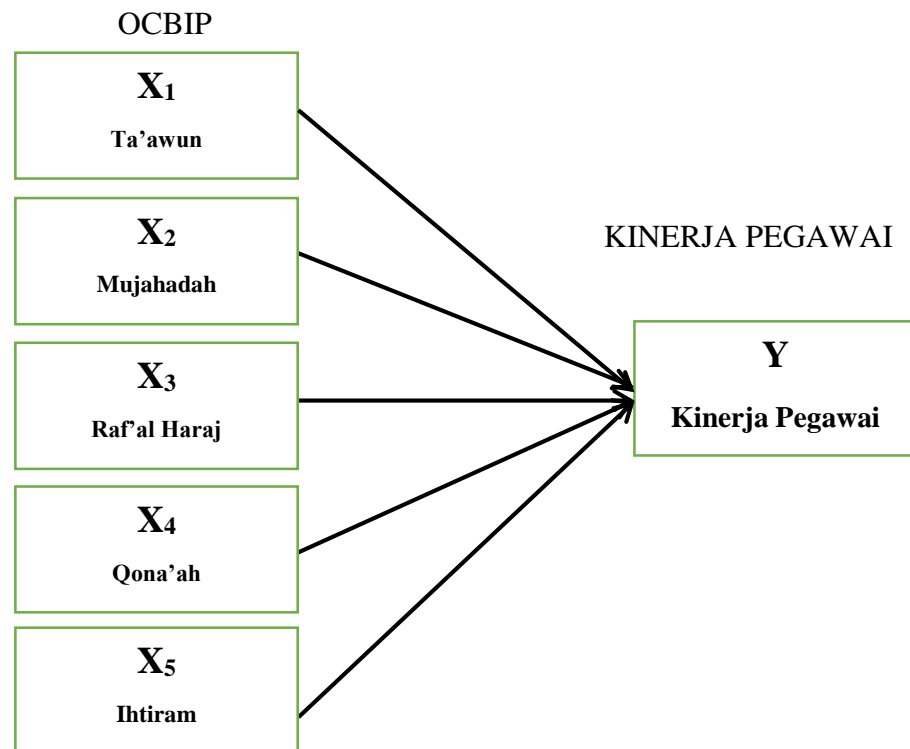 OCBIP
X₁
Ta’awun
X₂
Mujahadah
X₃
Raf’al Haraj
X₄
Qona’ah
X₅
Ihtiram
KINERJA PEGAWAI
Y
Kinerja Pegawai